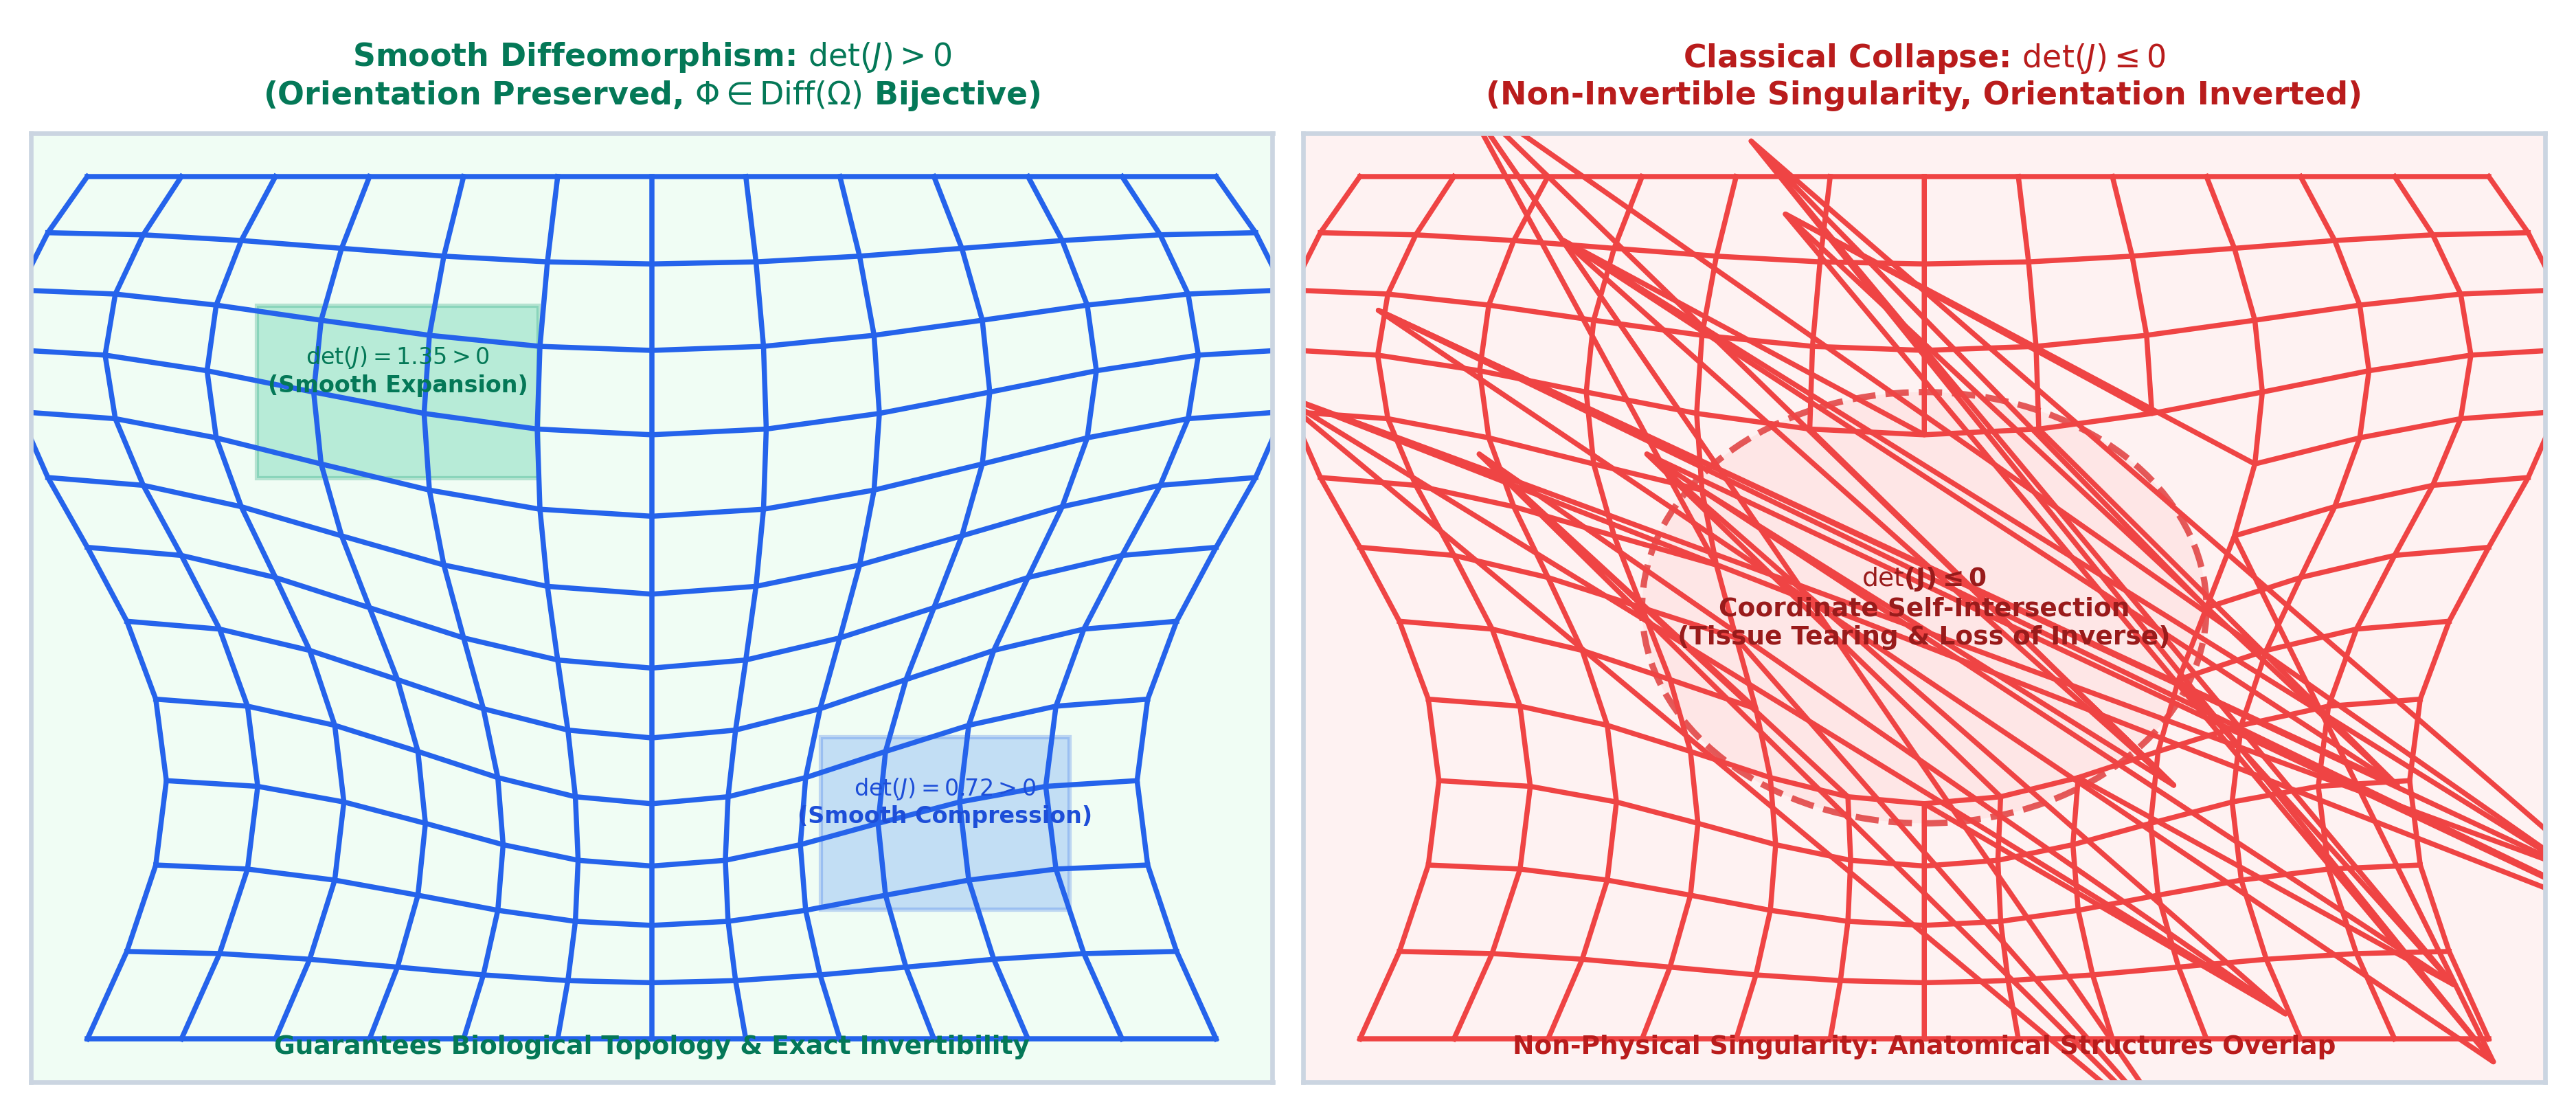 Smooth Diffeomorphism: det(J) > 0
(Orientation Preserved, Φ ∈ Diff(Ω) Bijective)
det(J) = 1.35 > 0
(Smooth Expansion)
det(J) = 0.72 > 0
(Smooth Compression)
Guarantees Biological Topology & Exact Invertibility
Classical Collapse: det(J) ≤ 0
(Non-Invertible Singularity, Orientation Inverted)
det(J) ≤ 0
Coordinate Self-Intersection
(Tissue Tearing & Loss of Inverse)
Non-Physical Singularity: Anatomical Structures Overlap